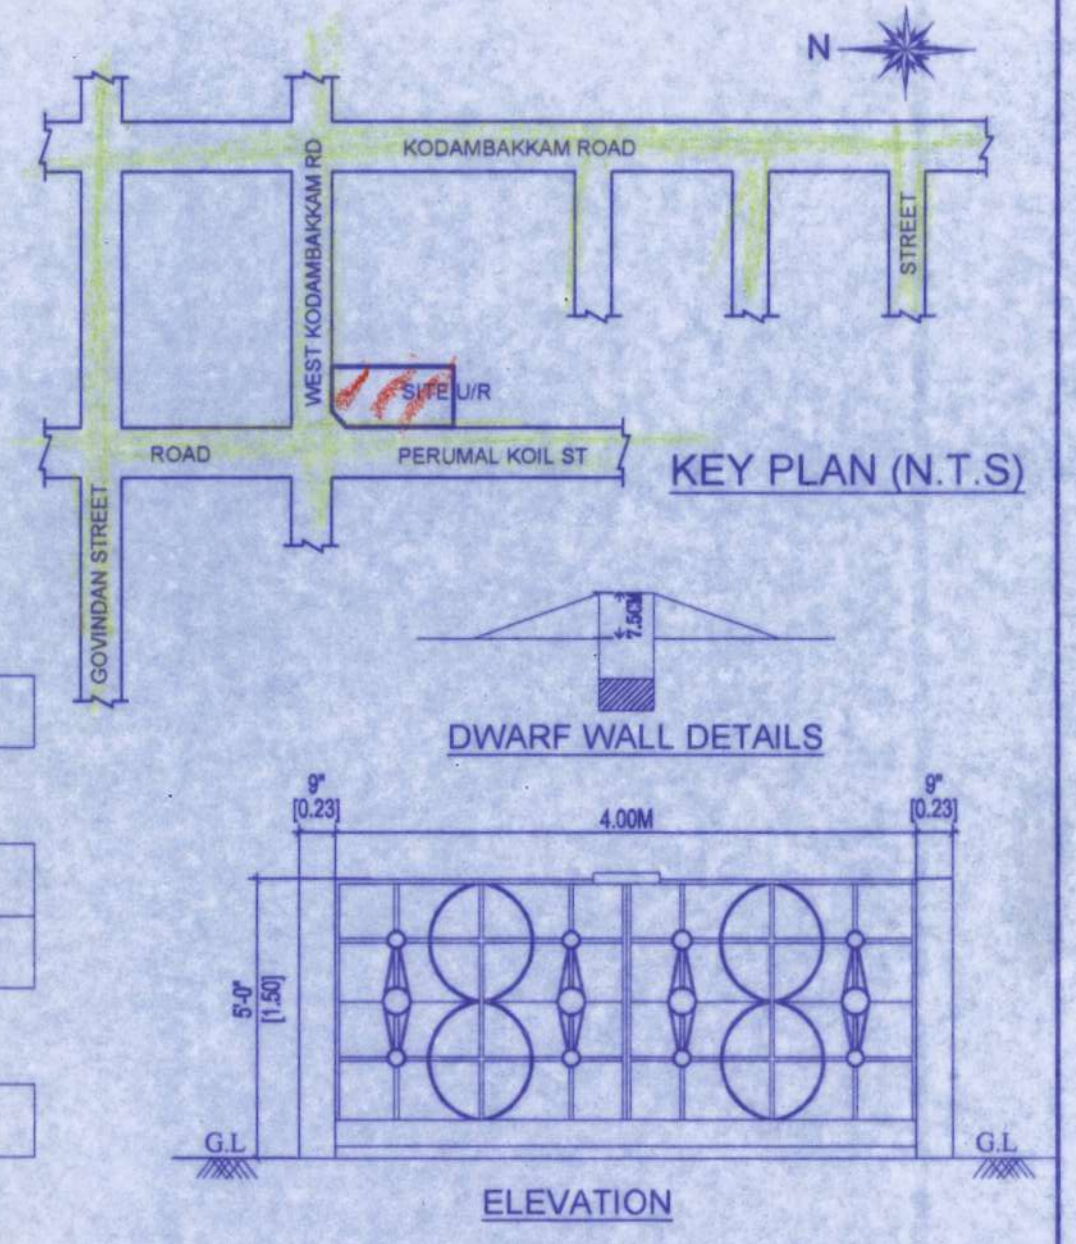 N
KODAMBAKKAM ROAD
WEST KODAMBAKKAM RD
STREET
SITE U/R
ROAD
PERUMAL KOIL ST
KEY PLAN (N.T.S)
GOVINDAN STREET
7.5CM
DWARF WALL DETAILS
9"
[0.23]
4.00M
9"
[0.23]
5'-0"
[1.50]
G.L
G.L
ELEVATION